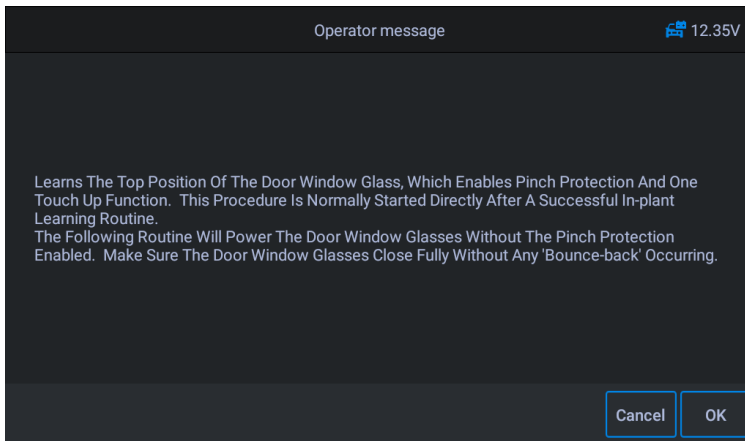 Operator message
12.35V
Learns The Top Position Of The Door Window Glass, Which Enables Pinch Protection And One
Touch Up Function.  This Procedure Is Normally Started Directly After A Successful In-plant
Learning Routine.
The Following Routine Will Power The Door Window Glasses Without The Pinch Protection
Enabled.  Make Sure The Door Window Glasses Close Fully Without Any 'Bounce-back' Occurring.
Cancel
OK